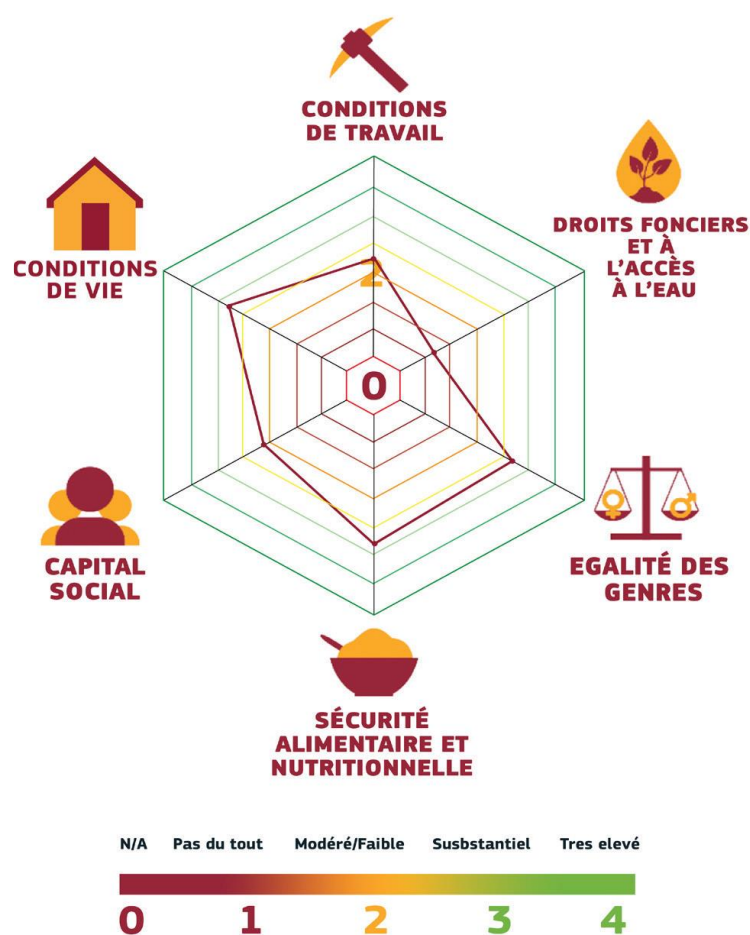 CONDITIONS
DE TRAVAIL
DROITS FONCIERS
ET À
L'ACCÈS
À L'EAU
CONDITIONS
DE VIE
2
0
CAPITAL
SOCIAL
EGALITÉ DES
GENRES
SÉCURITÉ
ALIMENTAIRE ET
NUTRITIONNELLE
N/A Pas du tout Modéré/Faible Susbstantiel Tres elevé
0 1 2 3 4